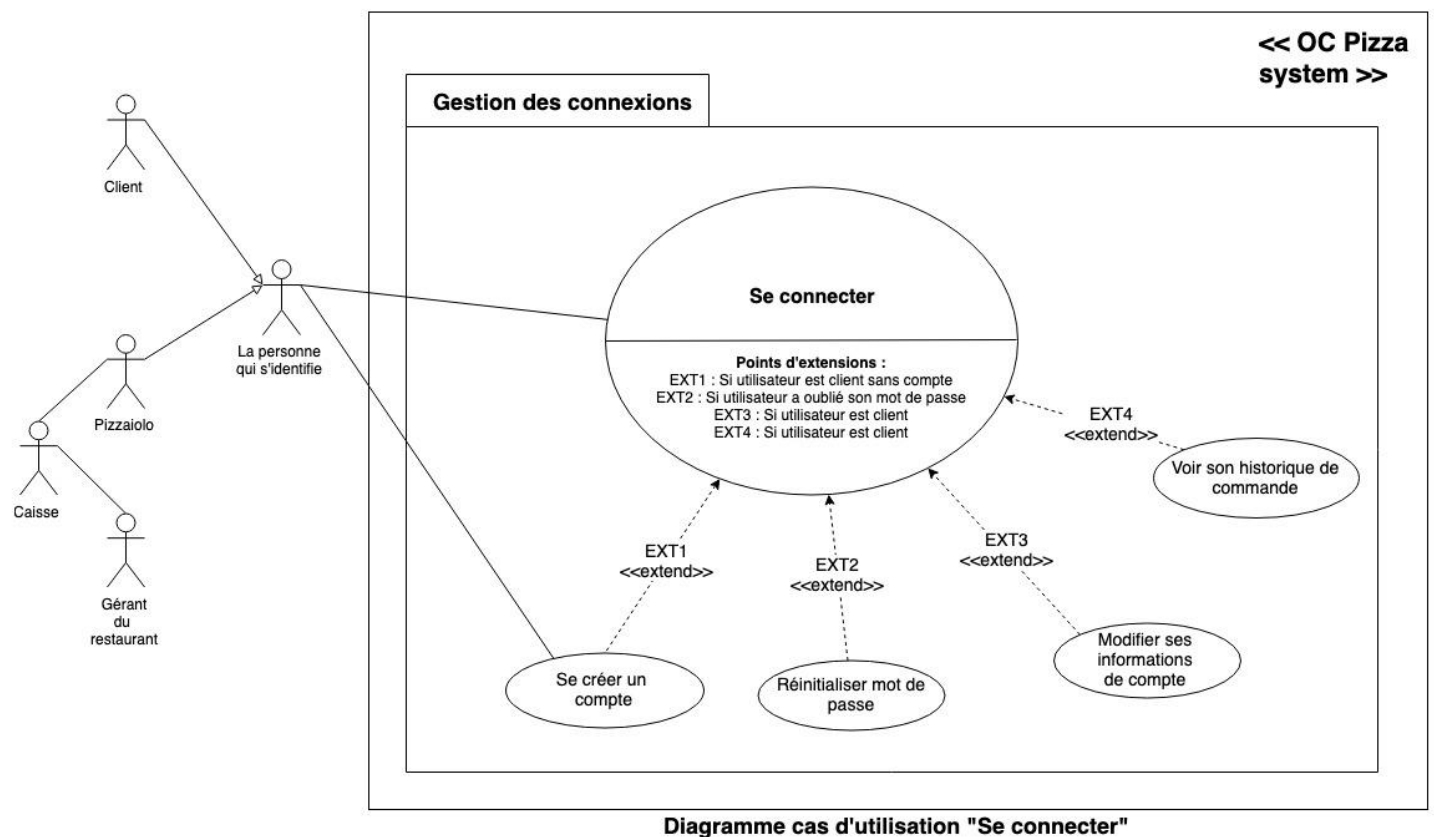 << OC Pizza
system >>
Gestion des connexions
Client
Se connecter
La personne
qui s'identifie
Points d'extensions :
EXT1 : Si utilisateur est client sans compte
EXT2 : Si utilisateur a oublié son mot de passe
EXT3 : Si utilisateur est client
EXT4 : Si utilisateur est client
Pizzaiolo
EXT4
<<extend>>
Voir son historique de
commande
Caisse
EXT1
<<extend>>
EXT2
<<extend>>
EXT3
<<extend>>
Gérant
du
restaurant
Se créer un
compte
Réinitialiser mot de
passe
Modifier ses
informations
de compte
Diagramme cas d'utilisation "Se connecter"